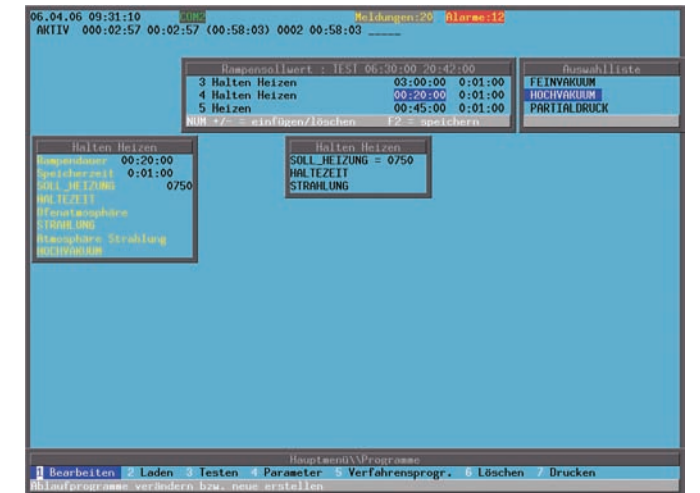 06.04.06 09:31:10 COM2 Meldungen:20 Alarme:12
AKTIV 000:02:57 00:02:57 (00:58:03) 0002 00:58:03 _____
Rampensollwert : TEST 06:30:00 20:42:00
3 Halten Heizen 03:00:00 0:01:00
4 Halten Heizen 00:20:00 0:01:00
5 Heizen 00:45:00 0:01:00
NUM +/- = einfügen/löschen F2 = speichern
Auswahlliste
FEINVAKUUM
HOCHVAKUUM
PARTIALDRUCK
Halten Heizen
Rampendauer 00:20:00
Speicherzeit 0:01:00
SOLL_HEIZUNG 0750
HALTEZEIT
Ofenatmosphäre
STRAHLUNG
Atmosphäre Strahlung
HOCHVAKUUM
Halten Heizen
SOLL_HEIZUNG = 0750
HALTEZEIT
STRAHLUNG
Hauptmenü\\Programme
1 Bearbeiten 2 Laden 3 Testen 4 Parameter 5 Verfahrensprogr. 6 Löschen 7 Drucken
Ablaufprogramme verändern bzw. neue erstellen